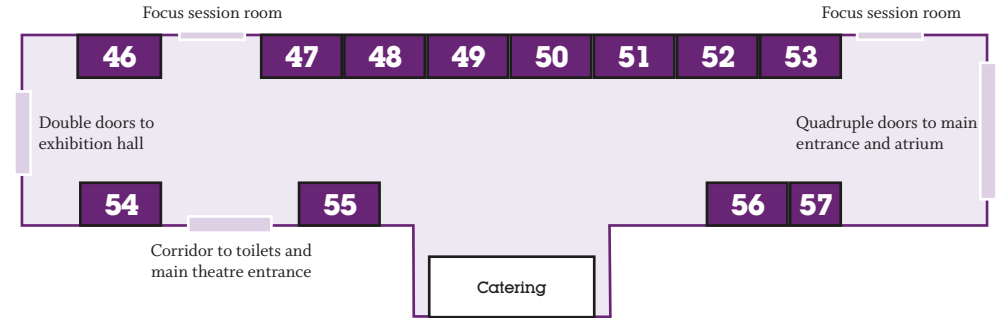 Focus session room
Focus session room
46
47
48
49
50
51
52
53
Double doors to
exhibition hall
Quadruple doors to main
entrance and atrium
54
55
56
57
Corridor to toilets and
main theatre entrance
Catering